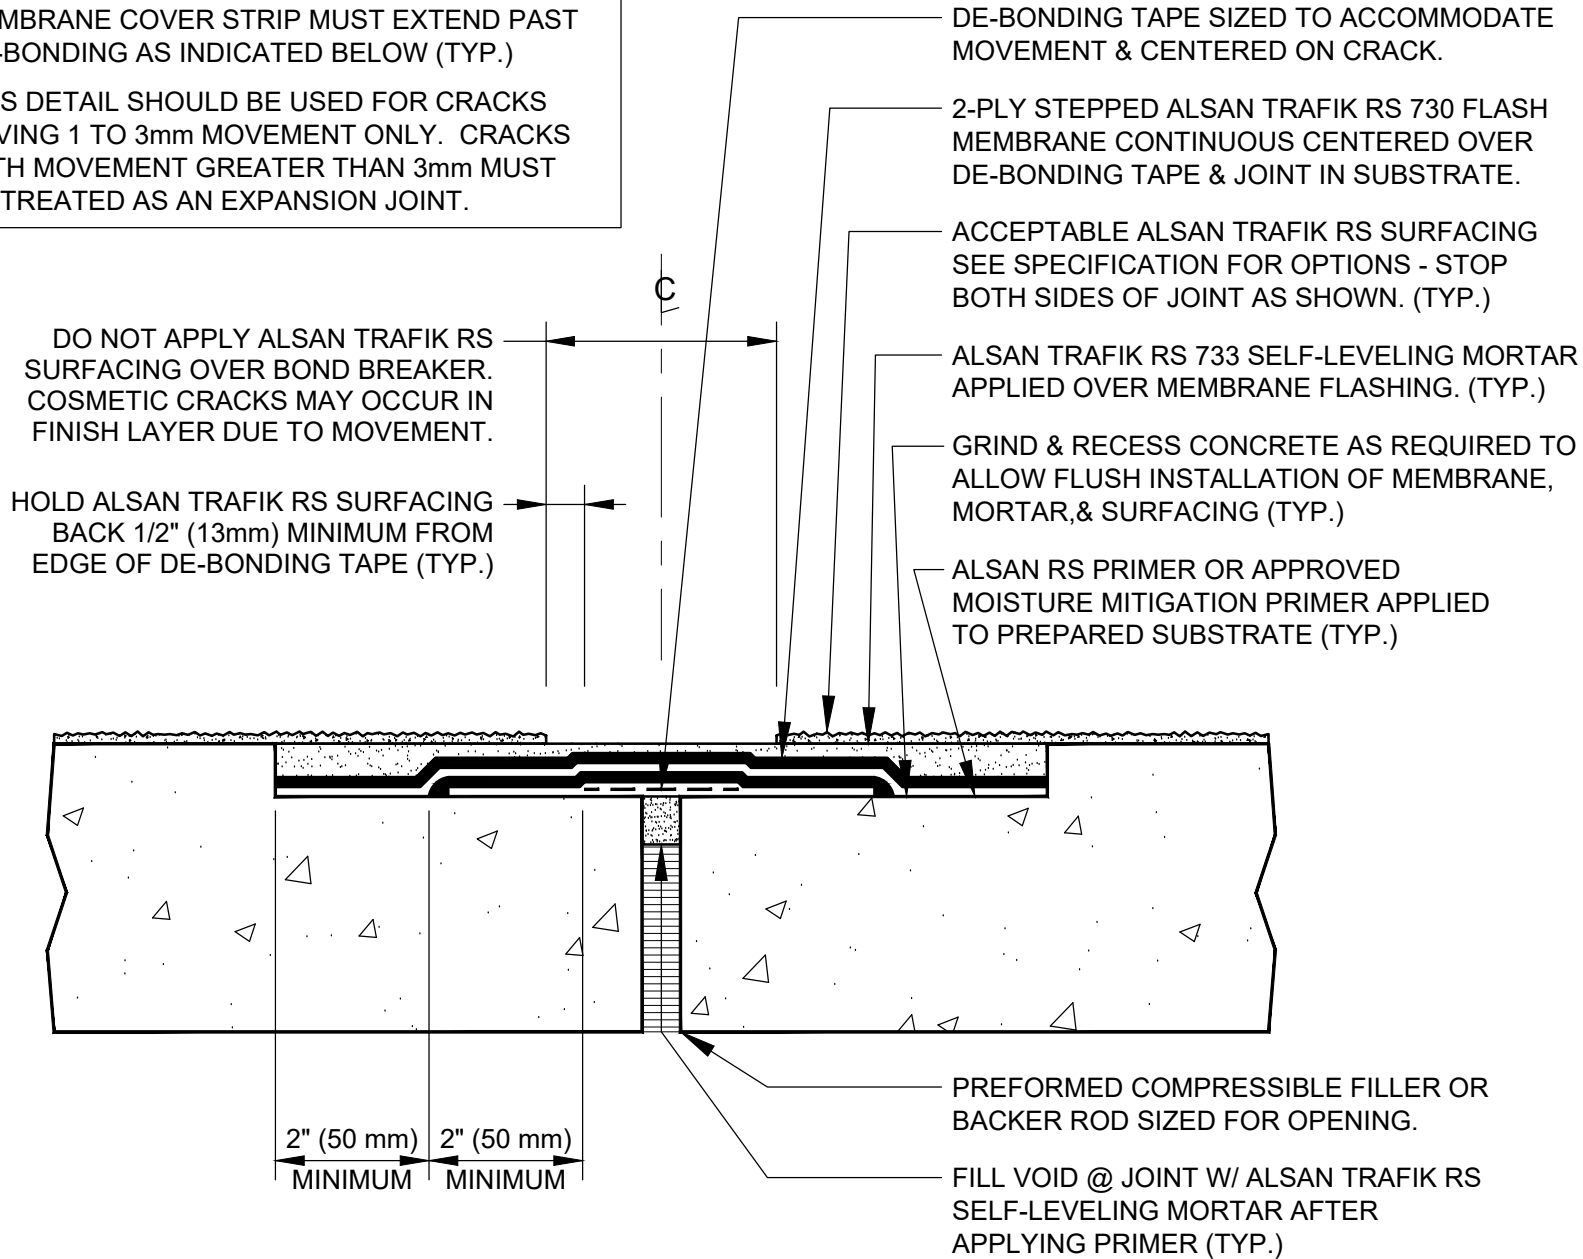 MBRANE COVER STRIP MUST EXTEND PAST
-BONDING AS INDICATED BELOW (TYP.)
S DETAIL SHOULD BE USED FOR CRACKS
VING 1 TO 3mm MOVEMENT ONLY. CRACKS
TH MOVEMENT GREATER THAN 3mm MUST
TREATED AS AN EXPANSION JOINT.
DE-BONDING TAPE SIZED TO ACCOMMODATE
MOVEMENT & CENTERED ON CRACK.
2-PLY STEPPED ALSAN TRAFIK RS 730 FLASH
MEMBRANE CONTINUOUS CENTERED OVER
DE-BONDING TAPE & JOINT IN SUBSTRATE.
ACCEPTABLE ALSAN TRAFIK RS SURFACING
SEE SPECIFICATION FOR OPTIONS - STOP
BOTH SIDES OF JOINT AS SHOWN. (TYP.)
C
DO NOT APPLY ALSAN TRAFIK RS
SURFACING OVER BOND BREAKER.
COSMETIC CRACKS MAY OCCUR IN
FINISH LAYER DUE TO MOVEMENT.
ALSAN TRAFIK RS 733 SELF-LEVELING MORTAR
APPLIED OVER MEMBRANE FLASHING. (TYP.)
GRIND & RECESS CONCRETE AS REQUIRED TO
ALLOW FLUSH INSTALLATION OF MEMBRANE,
MORTAR,& SURFACING (TYP.)
HOLD ALSAN TRAFIK RS SURFACING
BACK 1/2" (13mm) MINIMUM FROM
EDGE OF DE-BONDING TAPE (TYP.)
ALSAN RS PRIMER OR APPROVED
MOISTURE MITIGATION PRIMER APPLIED
TO PREPARED SUBSTRATE (TYP.)
PREFORMED COMPRESSIBLE FILLER OR
BACKER ROD SIZED FOR OPENING.
2" (50 mm)
MINIMUM
2" (50 mm)
MINIMUM
FILL VOID @ JOINT W/ ALSAN TRAFIK RS
SELF-LEVELING MORTAR AFTER
APPLYING PRIMER (TYP.)